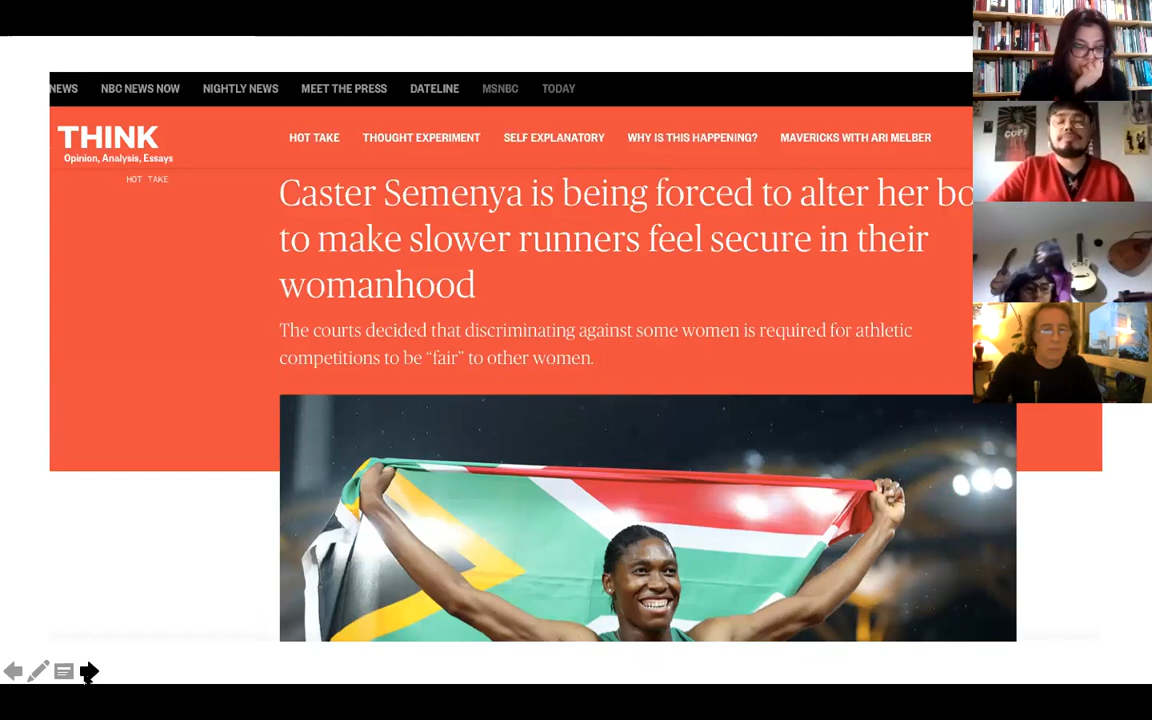 NEWS NBC NEWS NOW NIGHTLY NEWS MEET THE PRESS DATELINE MSNBC TODAY
THINK
Opinion, Analysis, Essays
HOT TAKE THOUGHT EXPERIMENT SELF EXPLANATORY WHY IS THIS HAPPENING? MAVERICKS WITH ARI MELBER
HOT TAKE
Caster Semenya is being forced to alter her bo
to make slower runners feel secure in their
womanhood
The courts decided that discriminating against some women is required for athletic
competitions to be “fair” to other women.